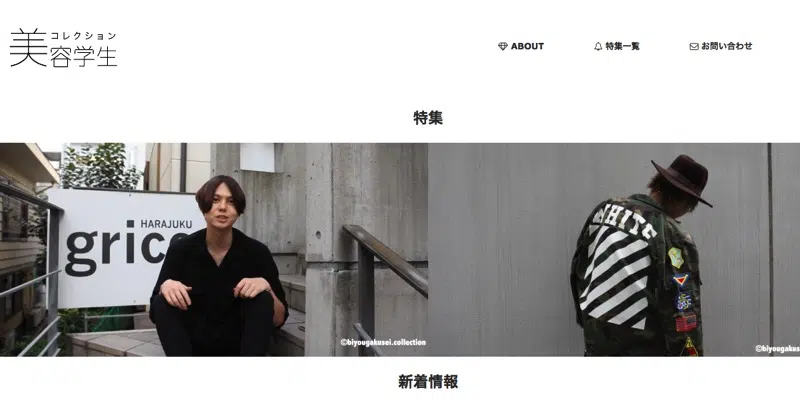 美容学生
コレクション
ABOUT
特集一覧
お問い合わせ
特集
HARAJUKU
grico
©biyougakusei.collection
WHITE
©biyougakus
新着情報